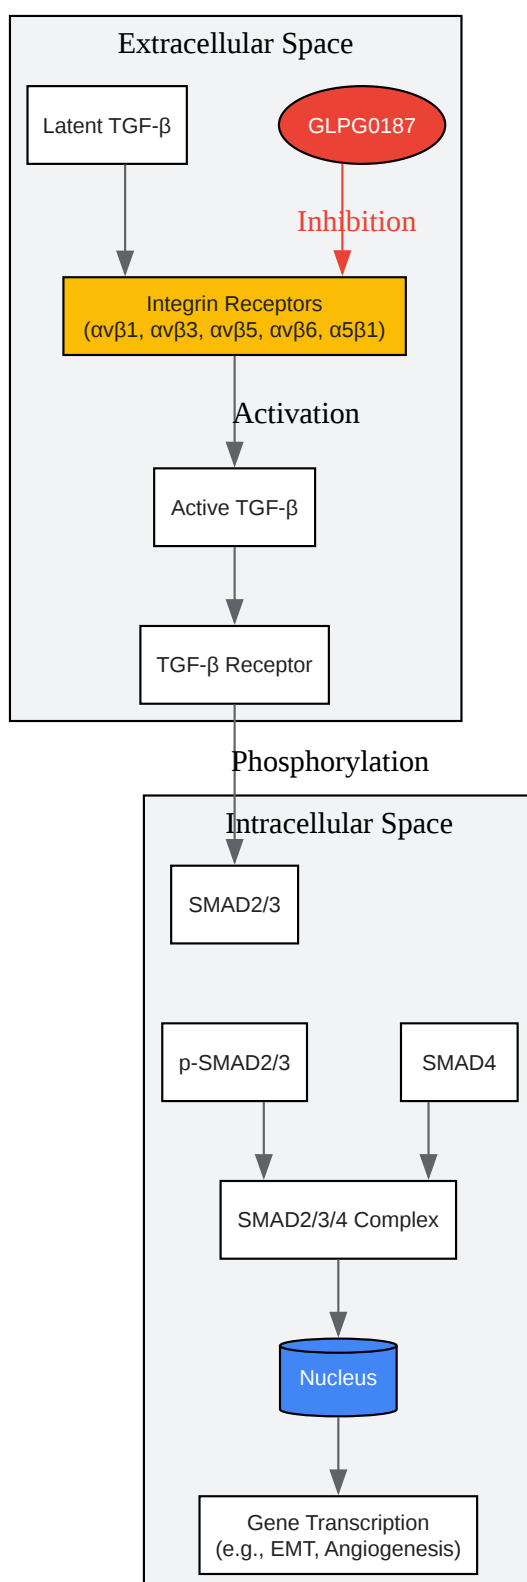 Extracellular Space
Latent TGF-β
GLPG0187
Inhibition
Integrin Receptors
(αvβ1, αvβ3, αvβ5, αvβ6, α5β1)
Activation
Active TGF-β
TGF-β Receptor
Phosphorylation
Intracellular Space
SMAD2/3
p-SMAD2/3
SMAD4
SMAD2/3/4 Complex
Nucleus
Gene Transcription
(e.g., EMT, Angiogenesis)